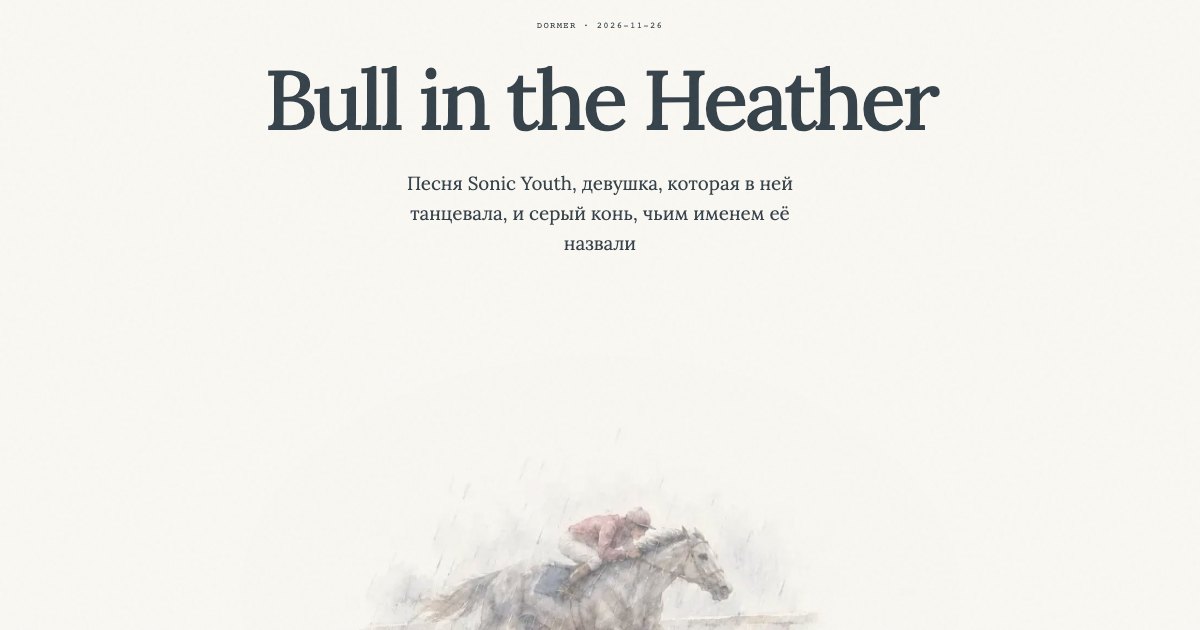 DORMER · 2026-11-26
Bull in the Heather
Песня Sonic Youth, девушка, которая в ней
танцевала, и серый конь, чьим именем её
назвали